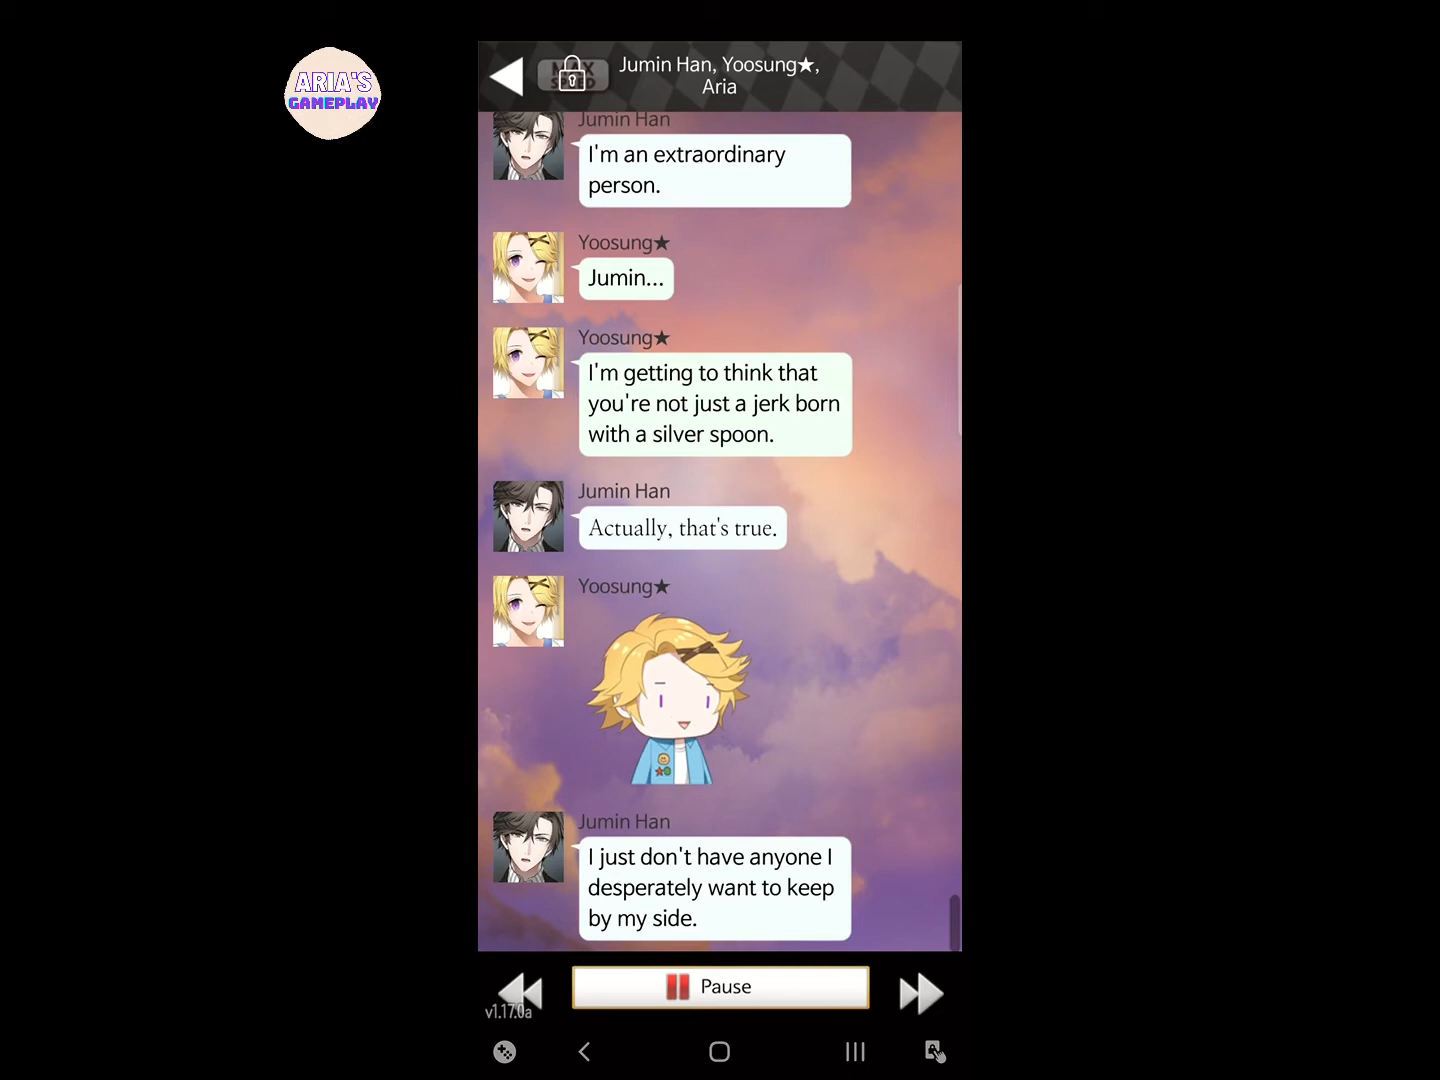 ARIA'S
GAMEPLAY
Jumin Han, Yoosung★,
Aria
Jumin Han
I'm an extraordinary
person.
Yoosung★
Jumin...
Yoosung★
I'm getting to think that
you're not just a jerk born
with a silver spoon.
Jumin Han
Actually, that's true.
Yoosung★
Jumin Han
I just don't have anyone I
desperately want to keep
by my side.
Pause
v1.17.0a